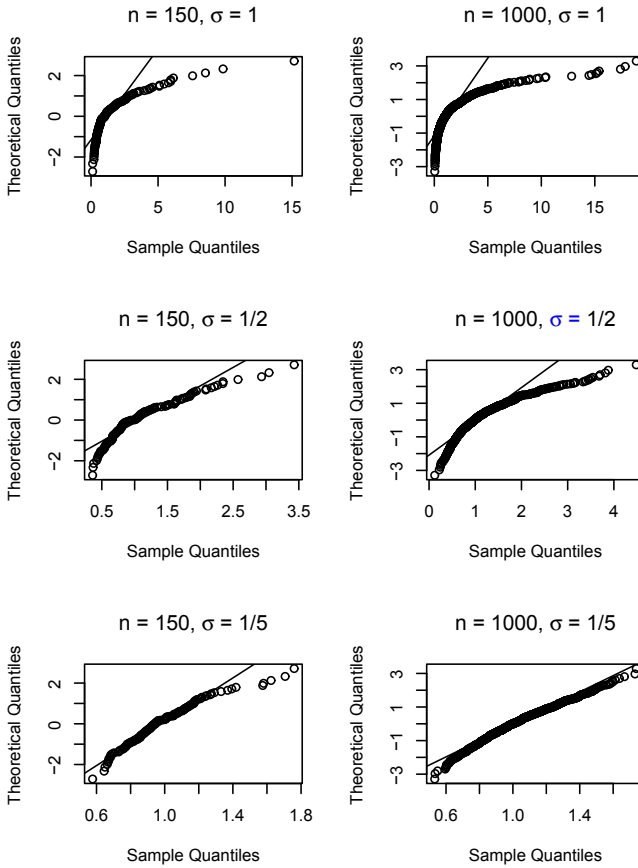 n = 150, σ = 1
Theoretical Quantiles
2
0
−2
0 5 10 15
Sample Quantiles
n = 1000, σ = 1
Theoretical Quantiles
3
1
−1
−3
0 5 10 15
Sample Quantiles
n = 150, σ = 1/2
Theoretical Quantiles
2
0
−2
0.5 1.5 2.5 3.5
Sample Quantiles
n = 1000, σ = 1/2
Theoretical Quantiles
3
1
−1
−3
0 1 2 3 4
Sample Quantiles
n = 150, σ = 1/5
Theoretical Quantiles
2
0
−2
0.6 1.0 1.4 1.8
Sample Quantiles
n = 1000, σ = 1/5
Theoretical Quantiles
3
1
−1
−3
0.6 1.0 1.4
Sample Quantiles